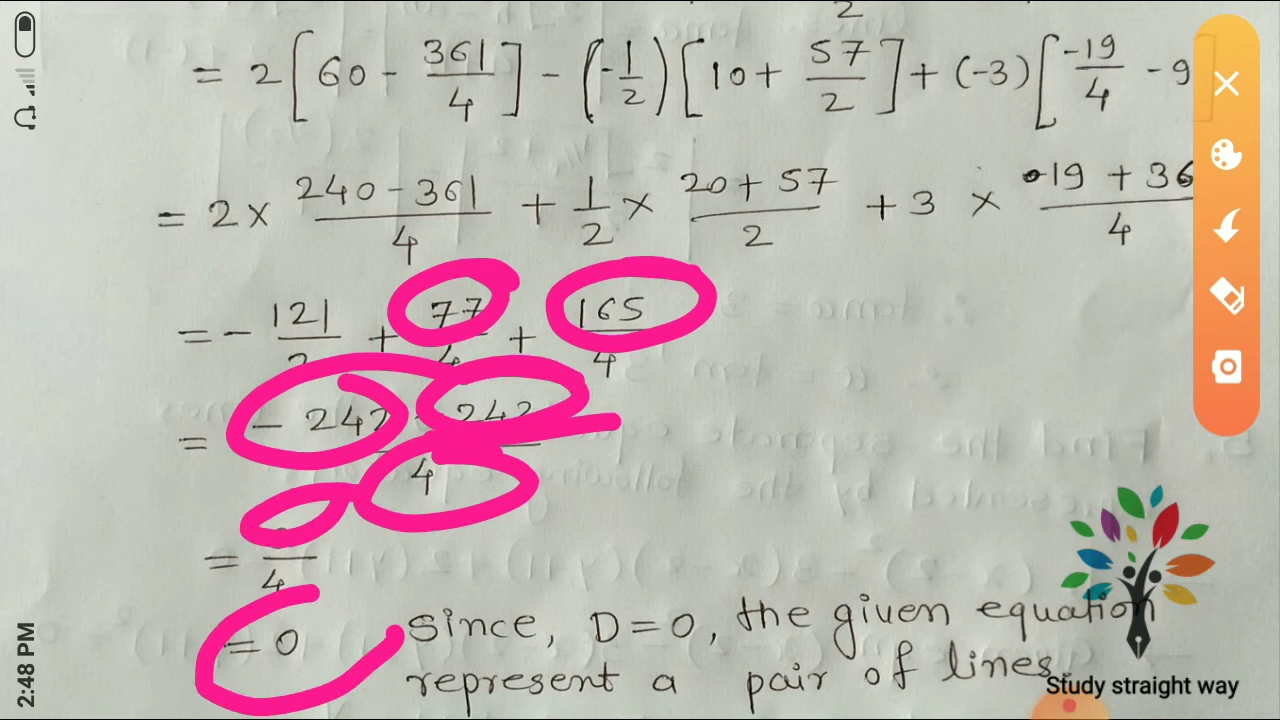 2
= 2[60 - 361/4] - (-1/2)[10 + 57/2] + (-3)[-19/4 - 9]
= 2 × 240 - 361/4 + 1/2 × 20 + 57/2 + 3 × 19 + 36/4
= - 121/2 + 77/4 + 165/4
= - 242 242/4
= /4
= 0 Since, D=0, the given equation
represent a pair of lines.
Study straight way
2:48 PM